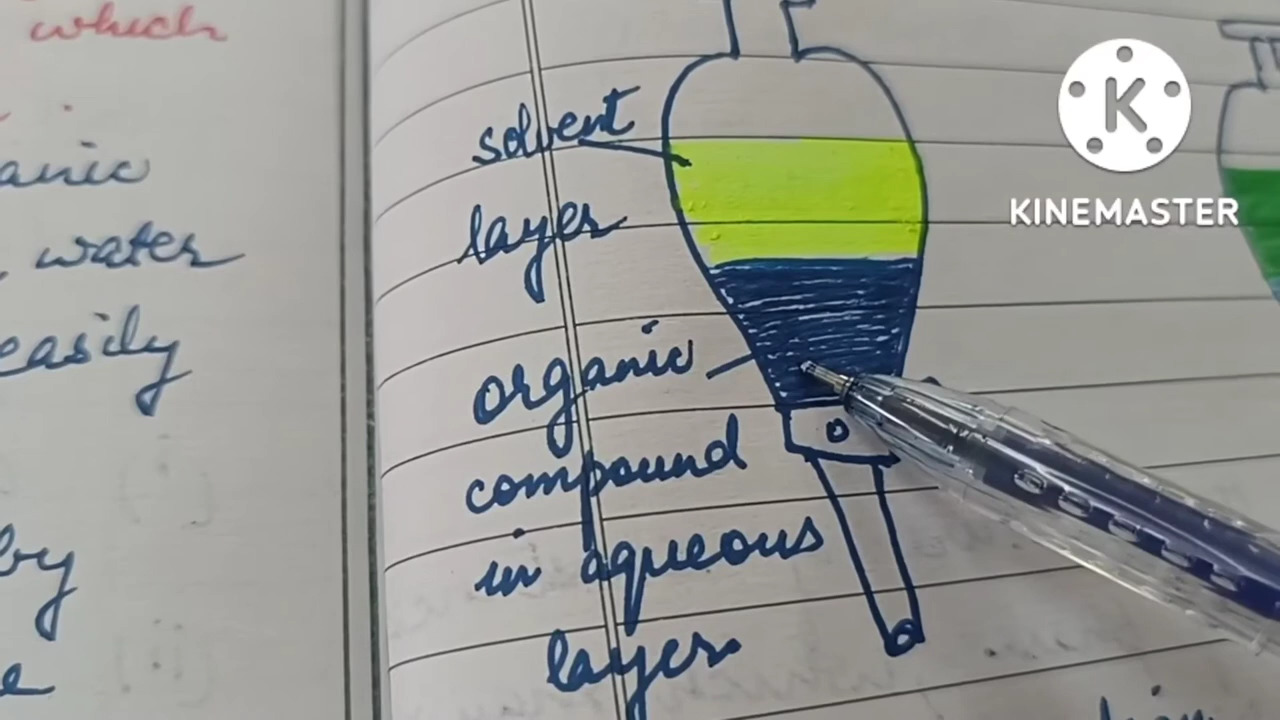 which
anic
water
easily
by
e
solvent
layer
organic
compound
in aqueous
layer.
K
KINEMASTER